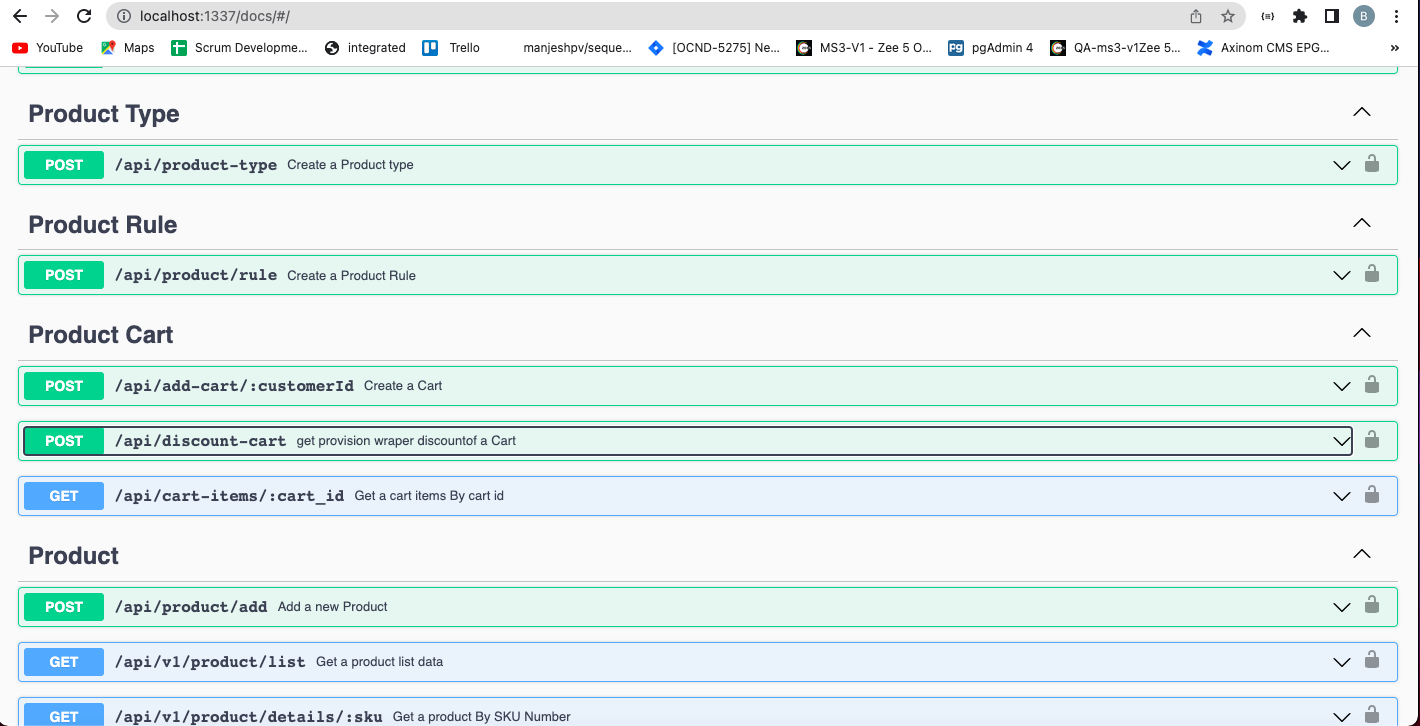 localhost:1337/docs/#/
B
YouTube Maps Scrum Developme... integrated Trello manjeshpv/seque... [OCND-5275] Ne... MS3-V1 - Zee 5 O... Pg pgAdmin 4 QA-ms3-v1Zee 5... Axinom CMS EPG... »
Product Type
POST /api/product-type Create a Product type
Product Rule
POST /api/product/rule Create a Product Rule
Product Cart
POST /api/add-cart/:customerId Create a Cart
POST /api/discount-cart get provision wraper discountof a Cart
GET /api/cart-items/:cart_id Get a cart items By cart id
Product
POST /api/product/add Add a new Product
GET /api/v1/product/list Get a product list data
GET /api/v1/product/details/:sku Get a product By SKU Number